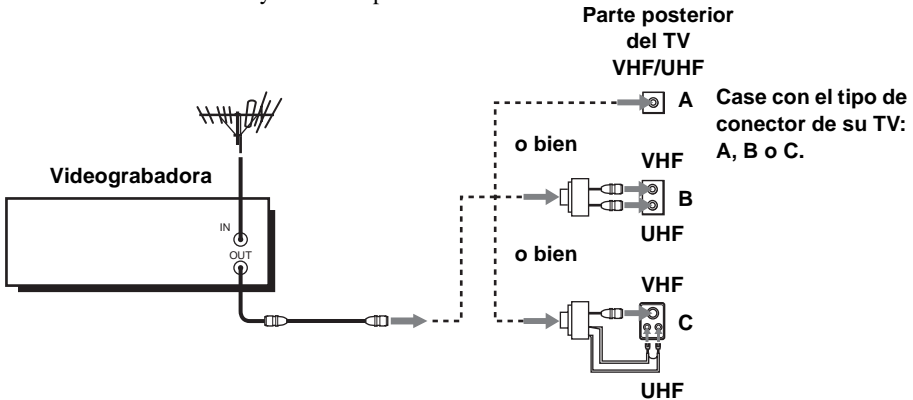 Parte posterior
del TV
VHF/UHF
A
Case con el tipo de
conector de su TV:
A, B o C.
o bien
VHF
B
UHF
Videograbadora
IN
OUT
o bien
VHF
C
UHF